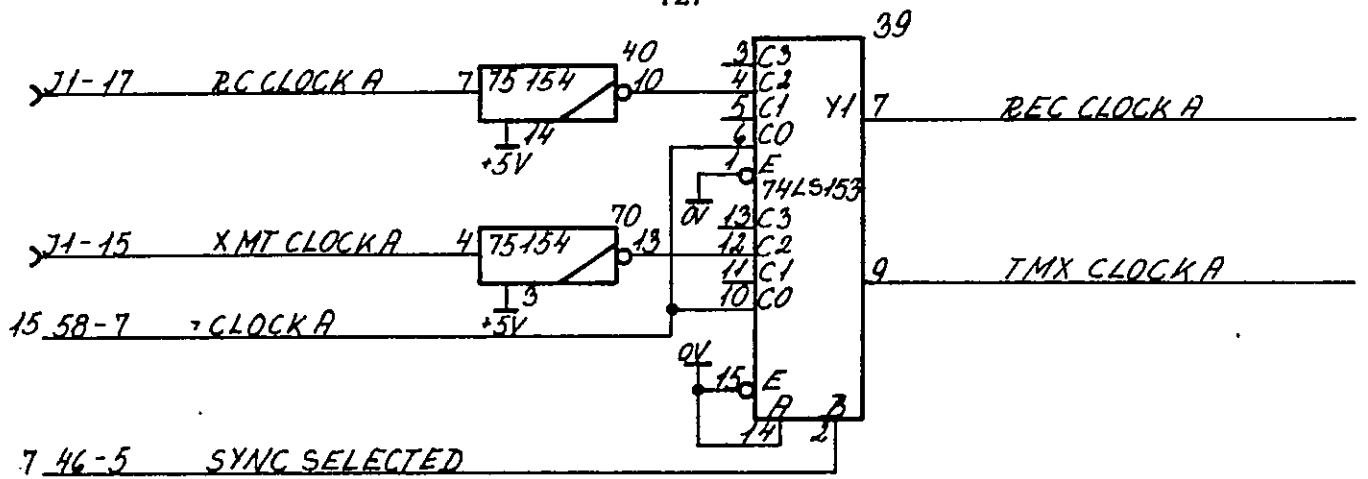 39
40
J1-17 RC CLOCK A 7 75 154 10
14
+5V
3 C3
4 C2
5 C1
6 C0
1 E
74LS153
0V
Y1 7 REC CLOCK A
70
J1-15 XMT CLOCK A 4 75154 13
3
+5V
13 C3
12 C2
11 C1
10 C0
9 TMX CLOCK A
15 58-7 CLOCK A
0V
15 E
A B
14 2
7 46-5 SYNC SELECTED